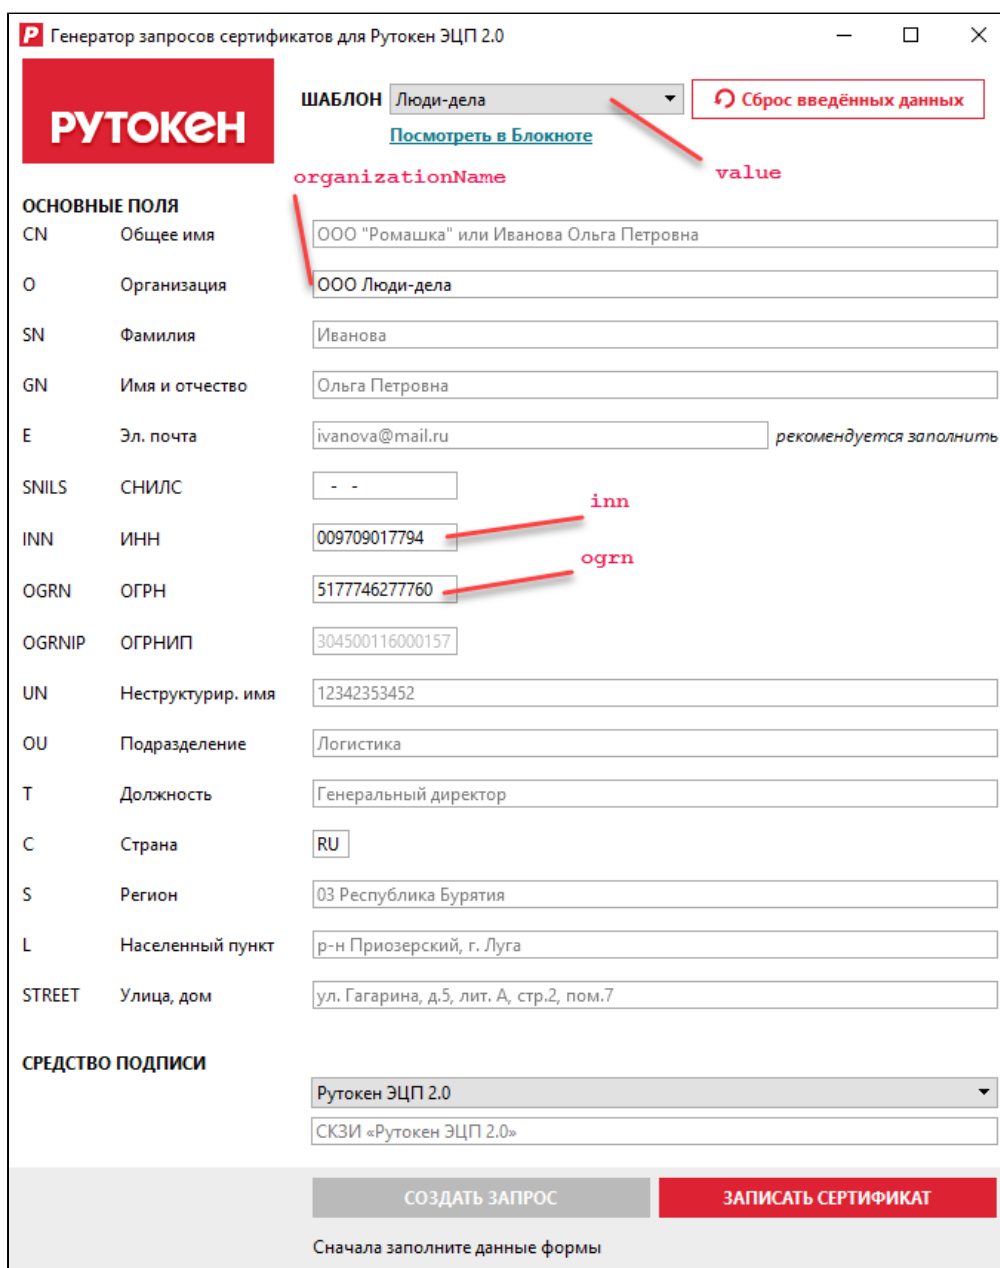 Генератор запросов сертификатов для Рутокен ЭЦП 2.0
РУТОКЕН
ШАБЛОН Люди-дела Сброс введённых данных
Посмотреть в Блокноте
organizationName value
ОСНОВНЫЕ ПОЛЯ
CN Общее имя ООО "Ромашка" или Иванова Ольга Петровна
O Организация ООО Люди-дела
SN Фамилия Иванова
GN Имя и отчество Ольга Петровна
E Эл. почта ivanova@mail.ru рекомендуется заполнить
SNILS СНИЛС - -
inn
INN ИНН 009709017794
ogrn
OGRN ОГРН 5177746277760
OGRNIP ОГРНИП 304500116000157
UN Неструктурир. имя 12342353452
OU Подразделение Логистика
T Должность Генеральный директор
C Страна RU
S Регион 03 Республика Бурятия
L Населенный пункт р-н Приозерский, г. Луга
STREET Улица, дом ул. Гагарина, д.5, лит. А, стр.2, пом.7
СРЕДСТВО ПОДПИСИ
Рутокен ЭЦП 2.0
СКЗИ «Рутокен ЭЦП 2.0»
СОЗДАТЬ ЗАПРОС ЗАПИСАТЬ СЕРТИФИКАТ
Сначала заполните данные формы